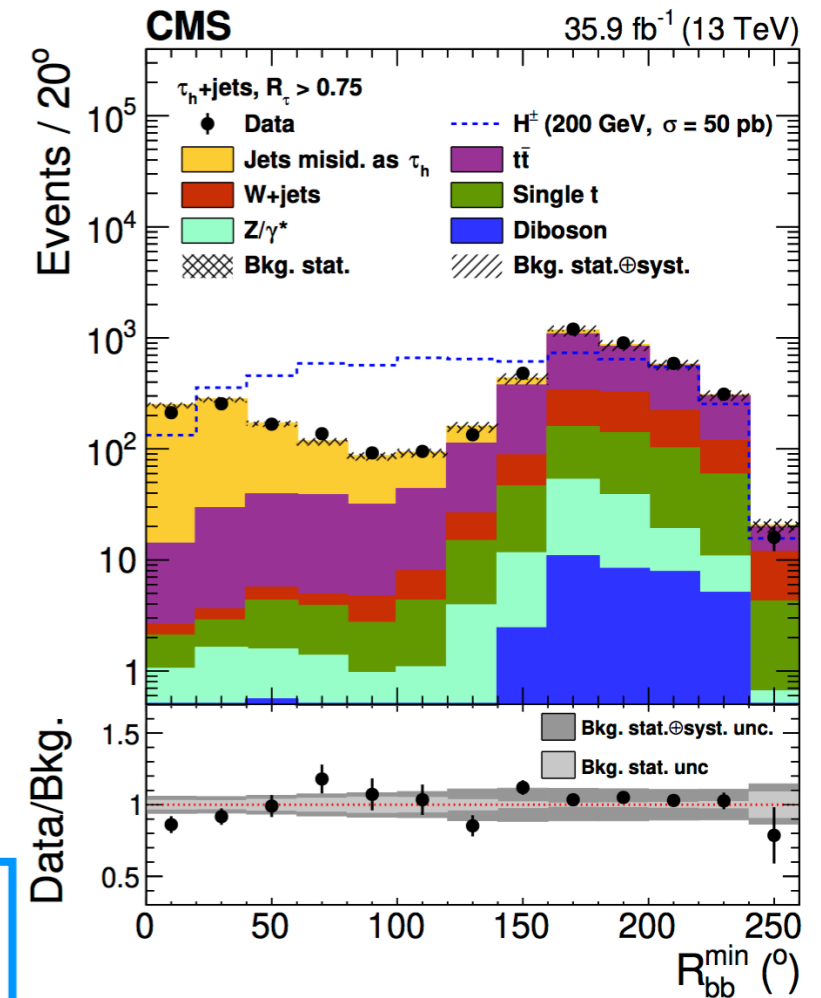 CMS 35.9 fb⁻¹ (13 TeV)
τₕ+jets, R_τ > 0.75
Data
H± (200 GeV, σ = 50 pb)
Jets misid. as τₕ
tt̄
W+jets
Single t
Z/γ*
Diboson
Bkg. stat.
Bkg. stat.⊕syst.
Events / 20°
10⁵
10⁴
10³
10²
10
1
Bkg. stat.⊕syst. unc.
Bkg. stat. unc
Data/Bkg.
1.5
1
0.5
0 50 100 150 200 250
R_bb^min (°)